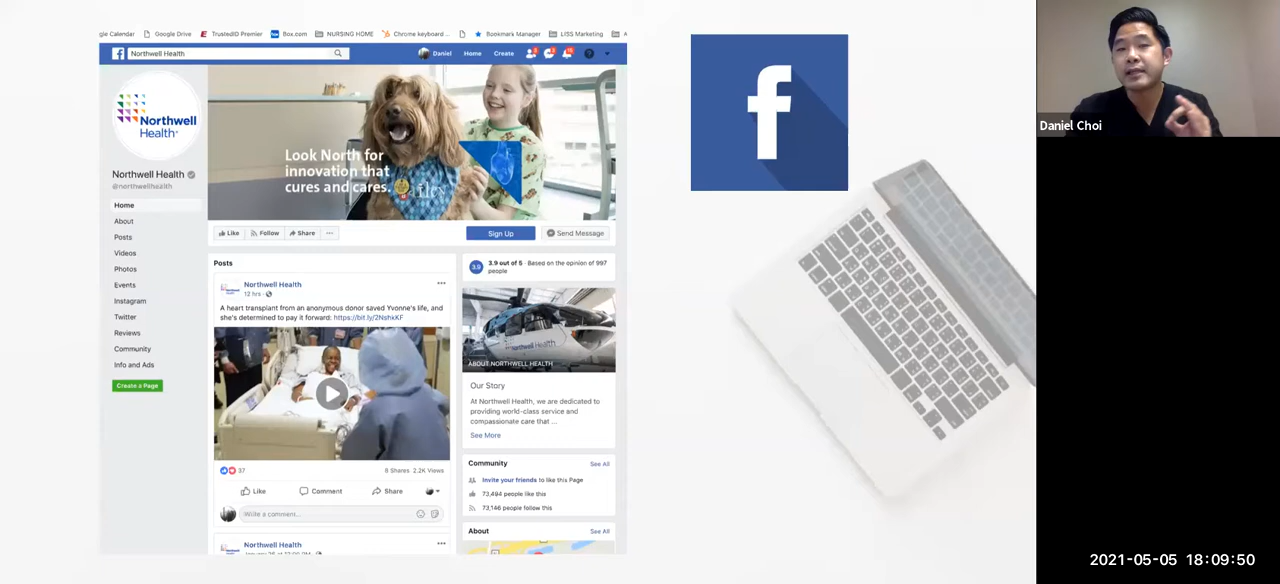 gle Calendar Google Drive TrustedID Premier Box.com NURSING HOME Chrome keyboard ... Bookmark Manager LISS Marketing
Northwell Health
Daniel Home Create
Northwell
Health
Look North for
innovation that
cures and cares.
Northwell Health
@northwellhealth
Home
About
Posts
Videos
Photos
Events
Instagram
Twitter
Reviews
Community
Info and Ads
Create a Page
Like Follow Share ...
Sign Up Send Message
Posts
Northwell Health
12 hrs
A heart transplant from an anonymous donor saved Yvonne's life, and
she's determined to pay it forward: https://bit.ly/2NshkKF
37 8 Shares 2.2K Views
Like Comment Share
Write a comment...
Northwell Health
3.9 3.9 out of 5 · Based on the opinion of 997
people
Northwell Health
ABOUT NORTHWELL HEALTH
Our Story
At Northwell Health, we are dedicated to
providing world-class service and
compassionate care that ...
See More
Community See All
Invite your friends to like this Page
73,494 people like this
73,146 people follow this
About See All
f
Daniel Choi
2021-05-05 18:09:50